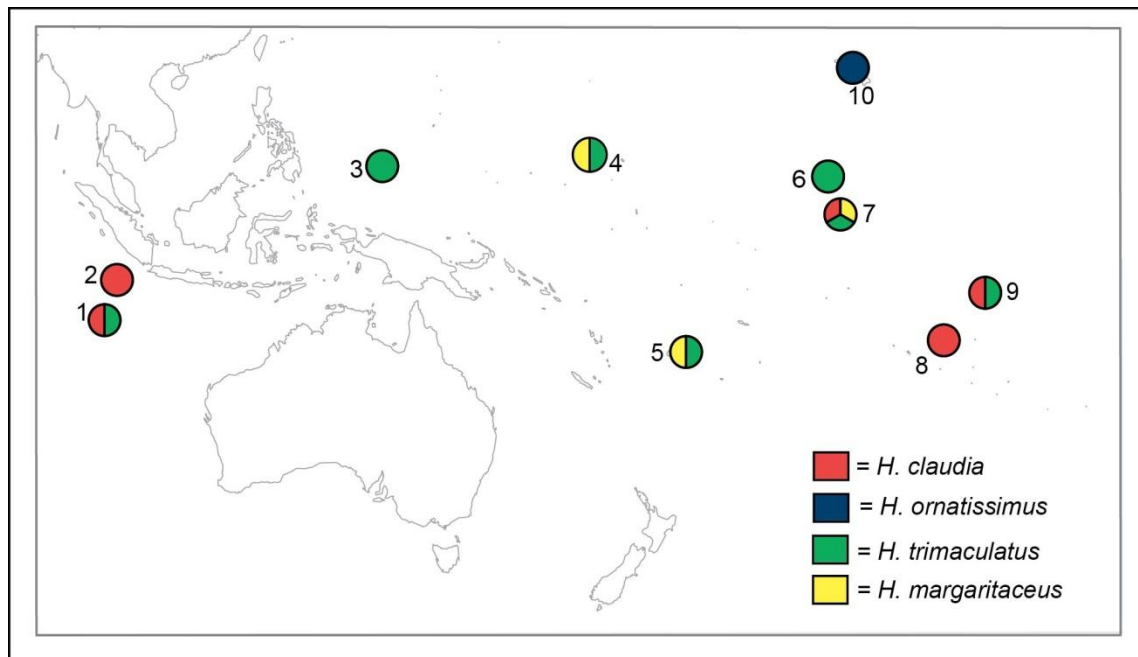 10
3
4
6
7
2
1
9
5
8
= H. claudia
= H. ornatissimus
= H. trimaculatus
= H. margaritaceus